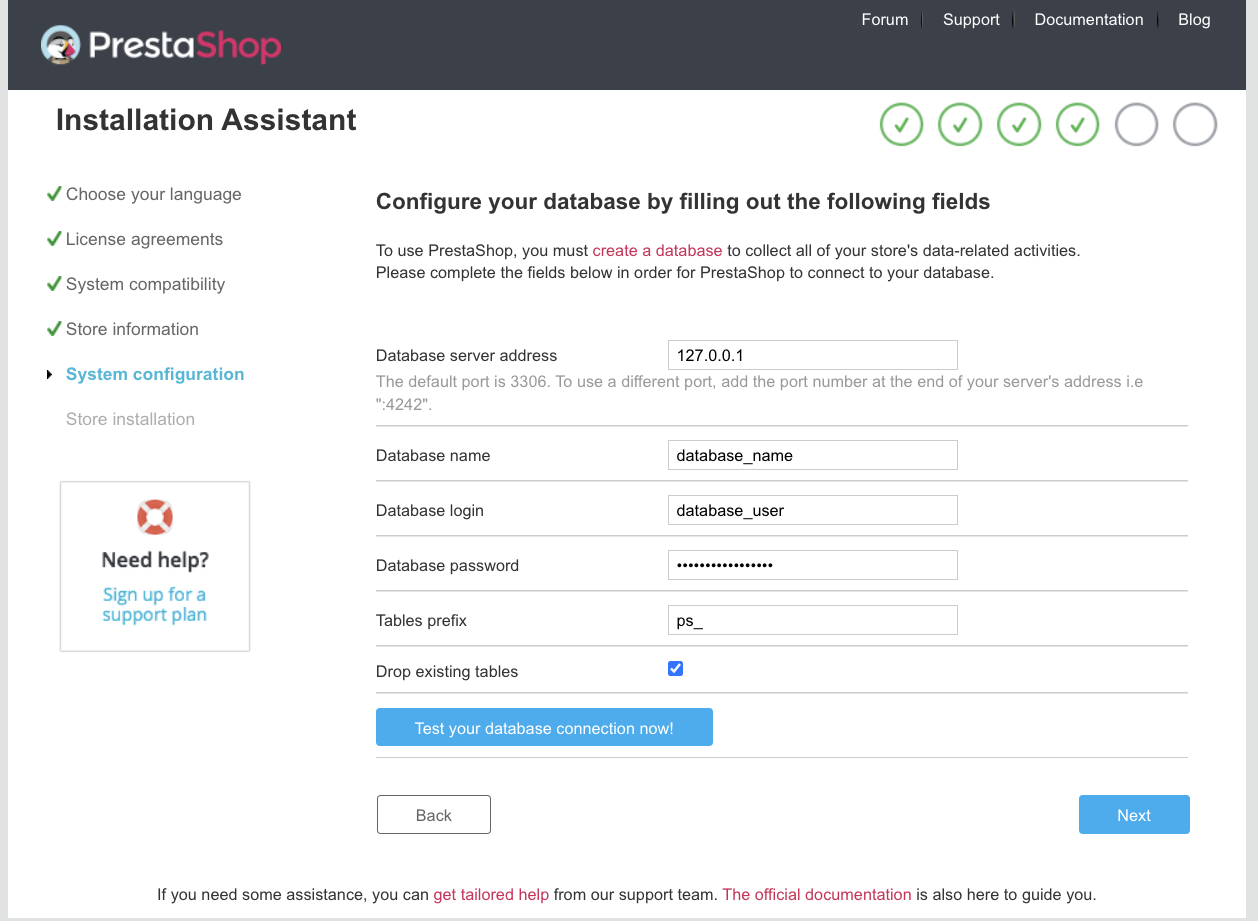 Forum Support Documentation Blog
PrestaShop
Installation Assistant
Choose your language
License agreements
System compatibility
Store information
System configuration
Store installation
Need help?
Sign up for a
support plan
Configure your database by filling out the following fields
To use PrestaShop, you must create a database to collect all of your store's data-related activities.
Please complete the fields below in order for PrestaShop to connect to your database.
Database server address 127.0.0.1
The default port is 3306. To use a different port, add the port number at the end of your server's address i.e
":4242".
Database name database_name
Database login database_user
Database password •••••••••••••••••
Tables prefix ps_
Drop existing tables
Test your database connection now!
Back Next
If you need some assistance, you can get tailored help from our support team. The official documentation is also here to guide you.